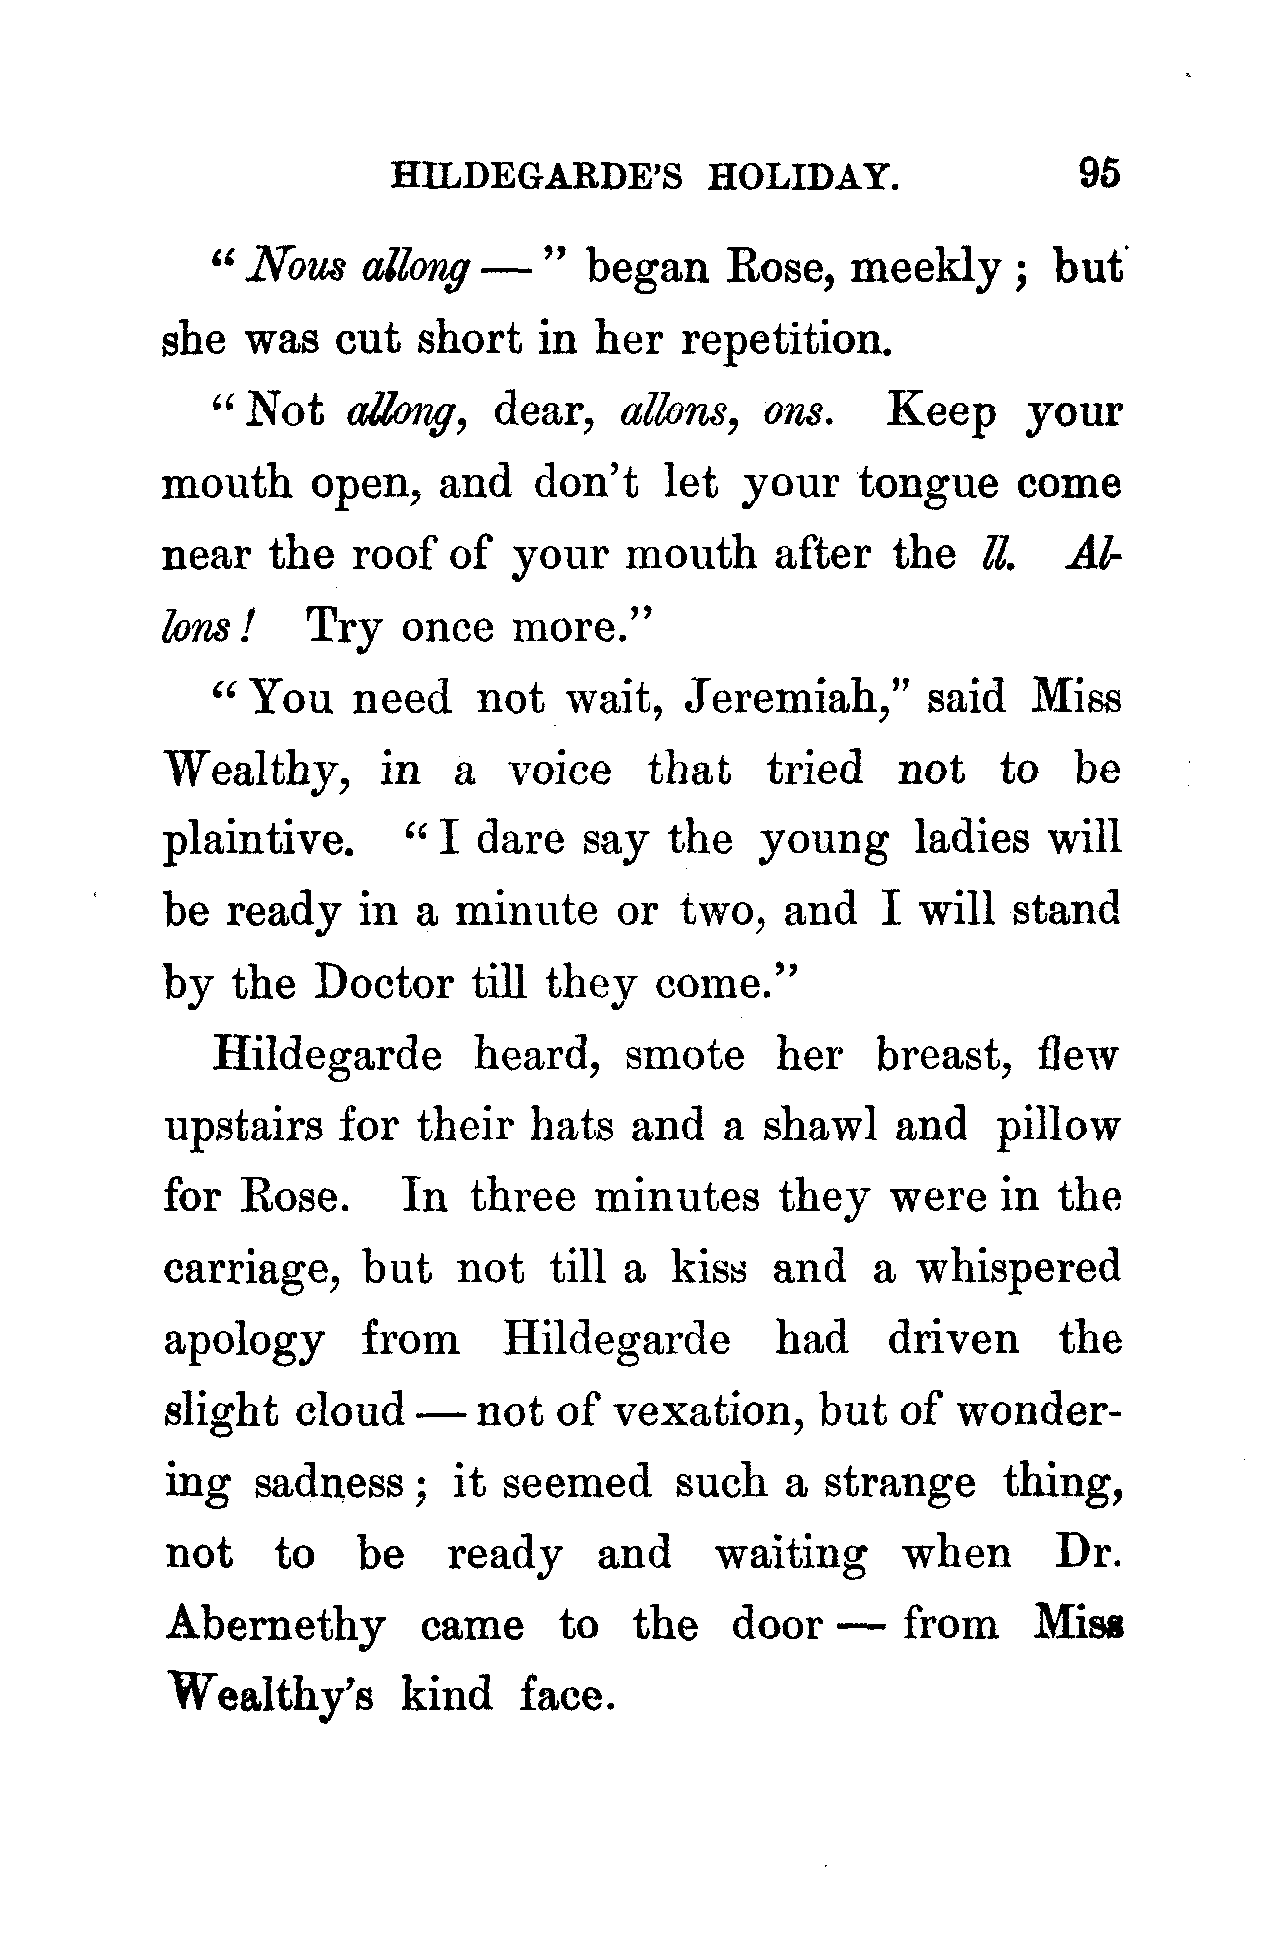 HILDEGARDE'S HOLIDAY. 95
"Nous allong — " began Rose, meekly; but
she was cut short in her repetition.
"Not allong, dear, allons, ons. Keep your
mouth open, and don't let your tongue come
near the roof of your mouth after the ll. Al-
lons! Try once more."
"You need not wait, Jeremiah," said Miss
Wealthy, in a voice that tried not to be
plaintive. "I dare say the young ladies will
be ready in a minute or two, and I will stand
by the Doctor till they come."
Hildegarde heard, smote her breast, flew
upstairs for their hats and a shawl and pillow
for Rose. In three minutes they were in the
carriage, but not till a kiss and a whispered
apology from Hildegarde had driven the
slight cloud — not of vexation, but of wonder-
ing sadness; it seemed such a strange thing,
not to be ready and waiting when Dr.
Abernethy came to the door — from Miss
Wealthy's kind face.